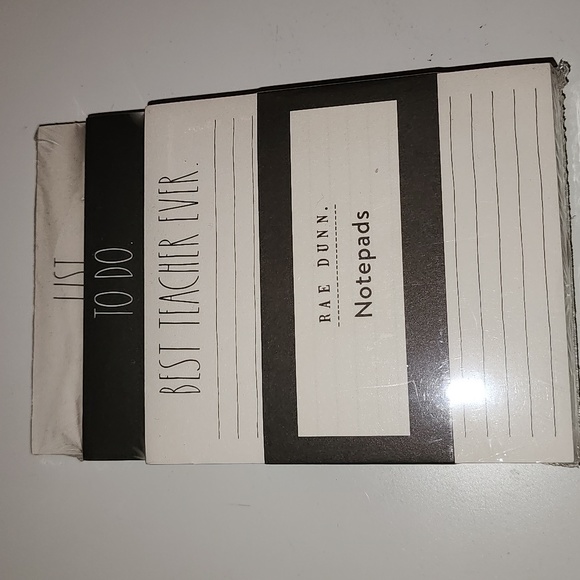 LIST
TO DO.
BEST TEACHER EVER.
RAE DUNN.
Notepads